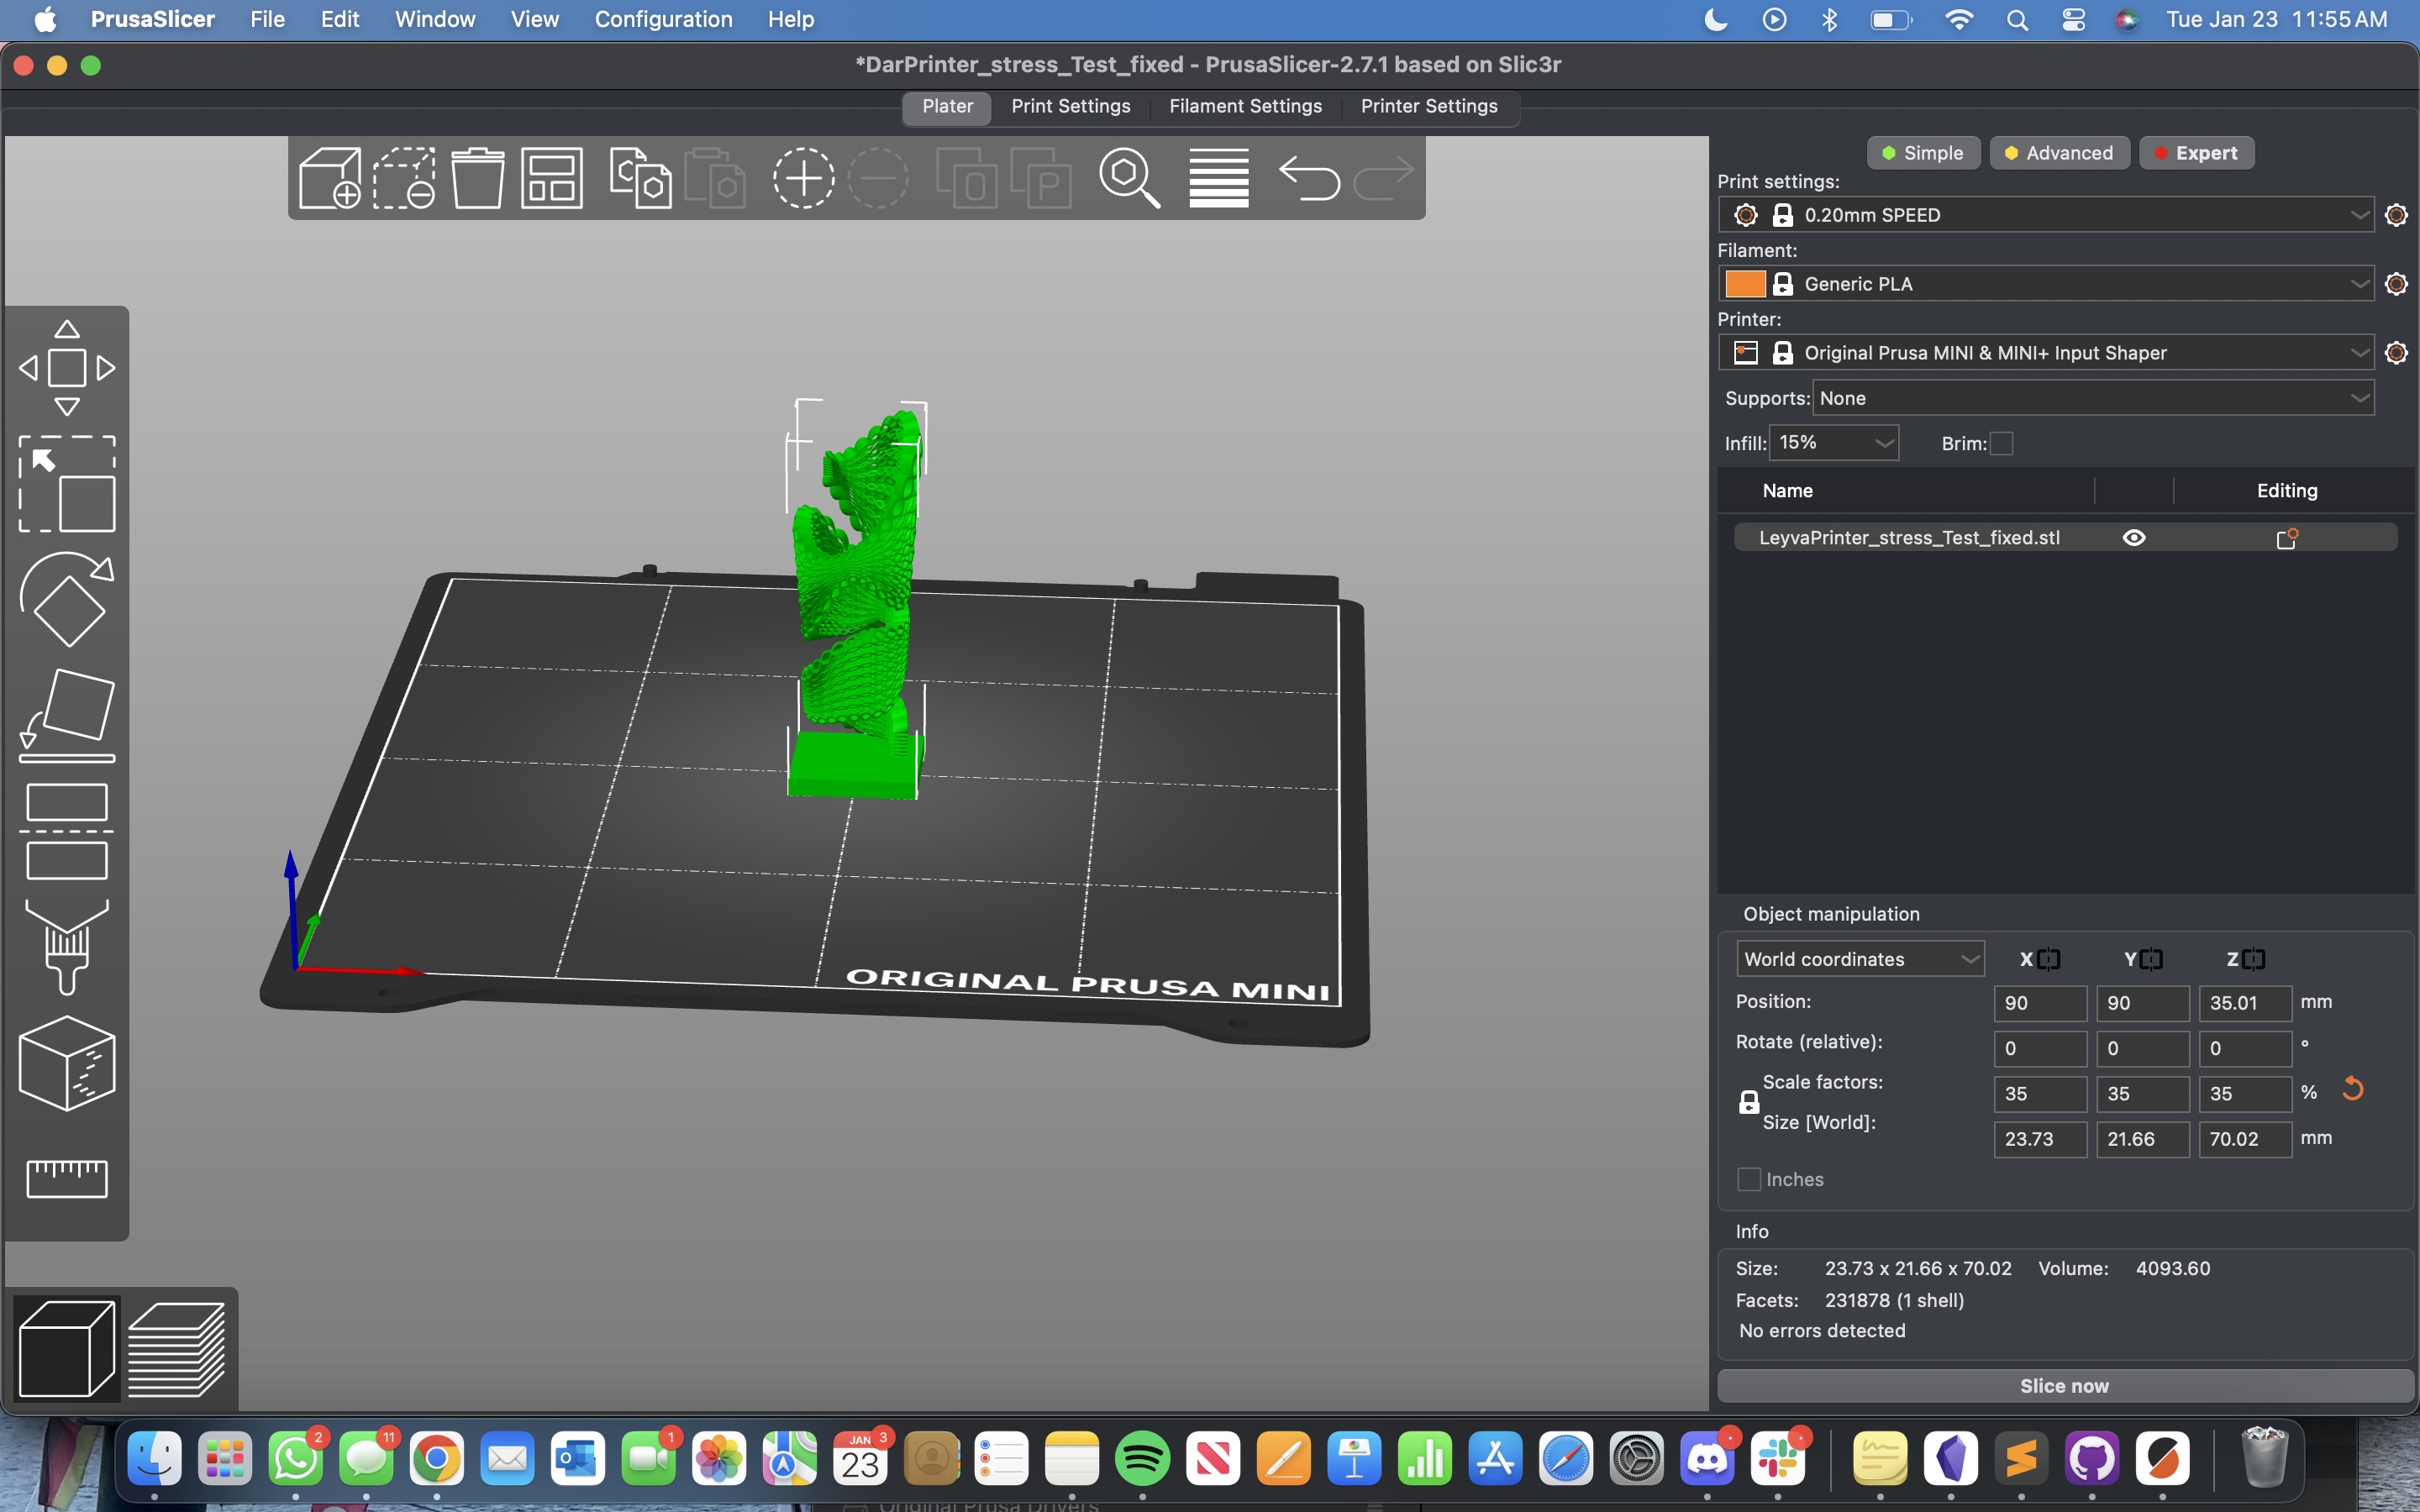 PrusaSlicer File Edit Window View Configuration Help Tue Jan 23 11:55 AM
*DarPrinter_stress_Test_fixed - PrusaSlicer-2.7.1 based on Slic3r
Plater Print Settings Filament Settings Printer Settings
Simple Advanced Expert
Print settings:
0.20mm SPEED
Filament:
Generic PLA
Printer:
Original Prusa MINI & MINI+ Input Shaper
Supports: None
Infill: 15% Brim:
Name Editing
LeyvaPrinter_stress_Test_fixed.stl
ORIGINAL PRUSA MINI
Object manipulation
World coordinates X Y Z
Position: 90 90 35.01 mm
Rotate (relative): 0 0 0 °
Scale factors: 35 35 35 %
Size [World]: 23.73 21.66 70.02 mm
Inches
Info
Size: 23.73 x 21.66 x 70.02 Volume: 4093.60
Facets: 231878 (1 shell)
No errors detected
Slice now
2 11 1 JAN 3
23
Original Prusa Drivers